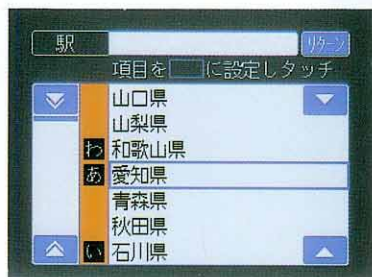 駅
リターン
項目を に設定しタッチ
山口県
山梨県
わ 和歌山県
あ 愛知県
青森県
秋田県
い 石川県